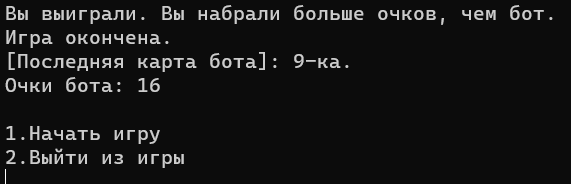 Вы выиграли. Вы набрали больше очков, чем бот.
Игра окончена.
[Последняя карта бота]: 9-ка.
Очки бота: 16
1.Начать игру
2.Выйти из игры